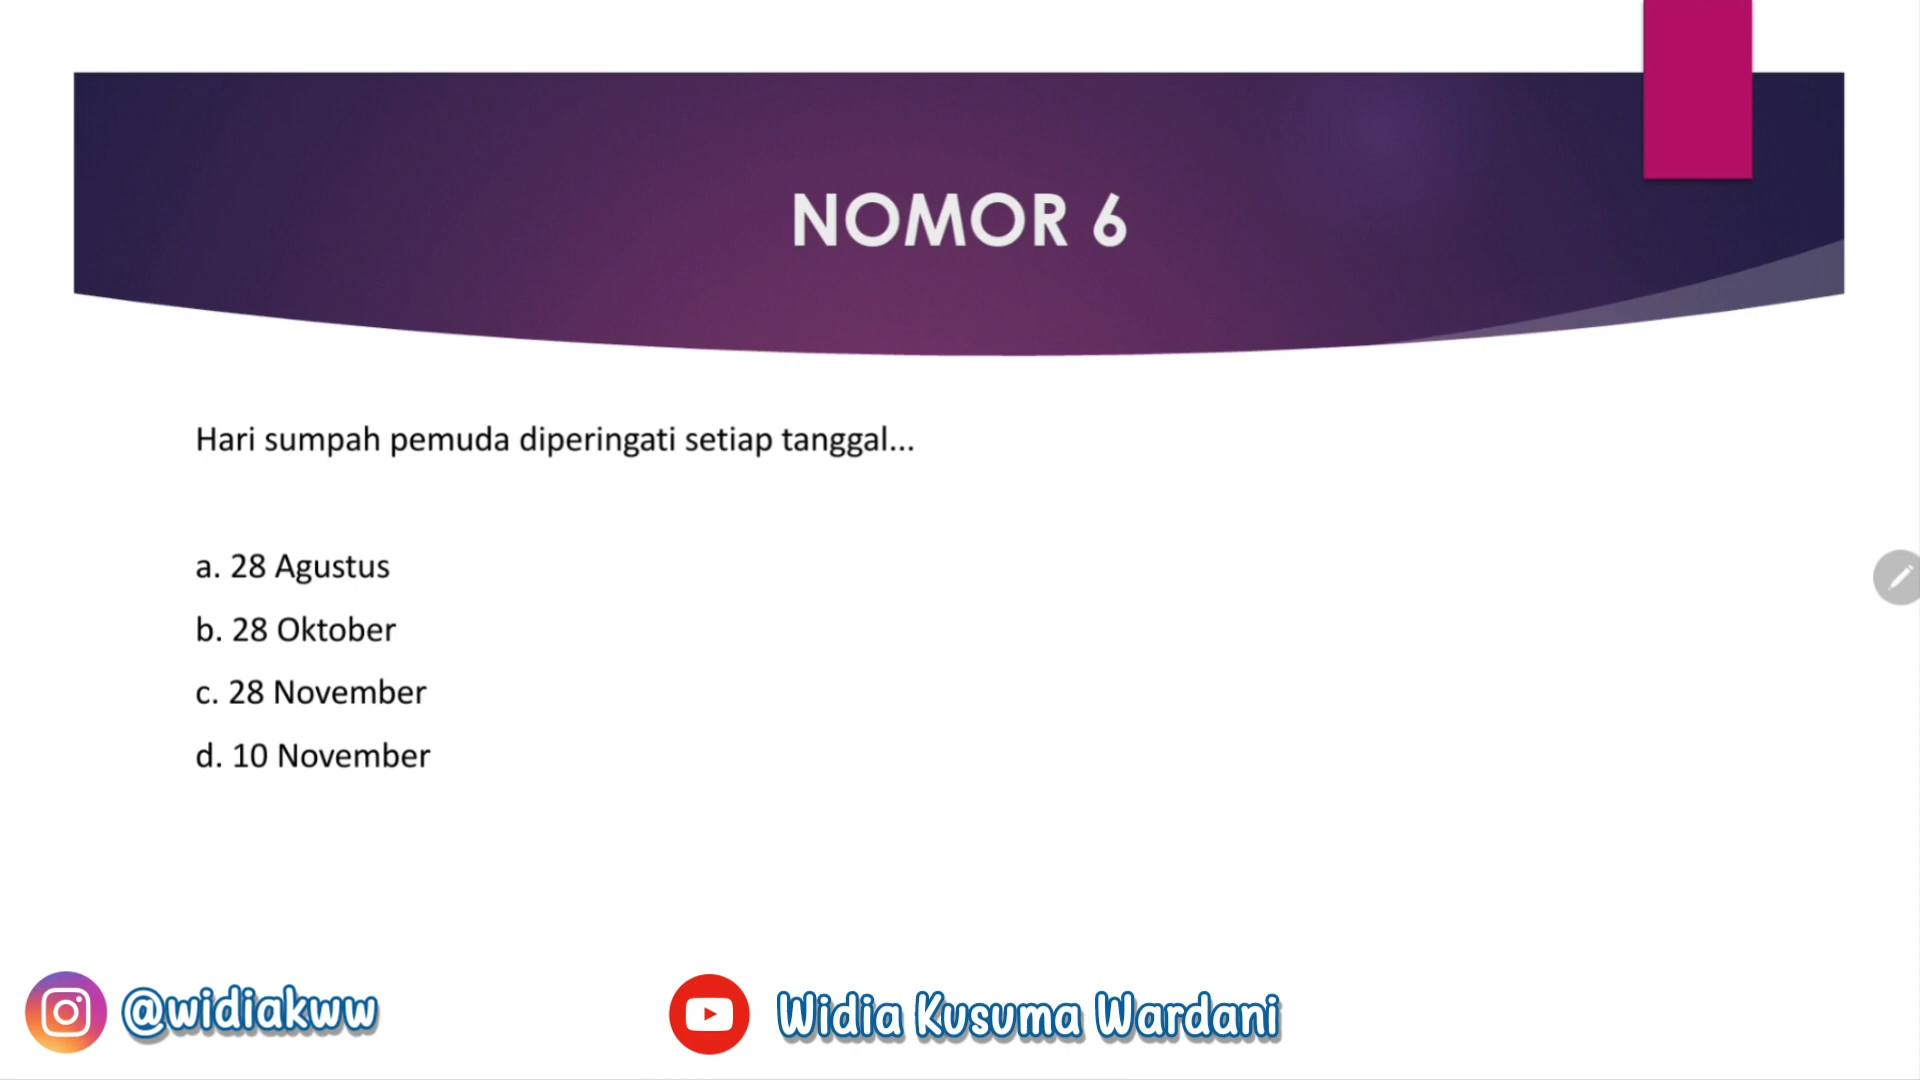 NOMOR 6
Hari sumpah pemuda diperingati setiap tanggal...
a. 28 Agustus
b. 28 Oktober
c. 28 November
d. 10 November
@widiakww
Widia Kusuma Wardani